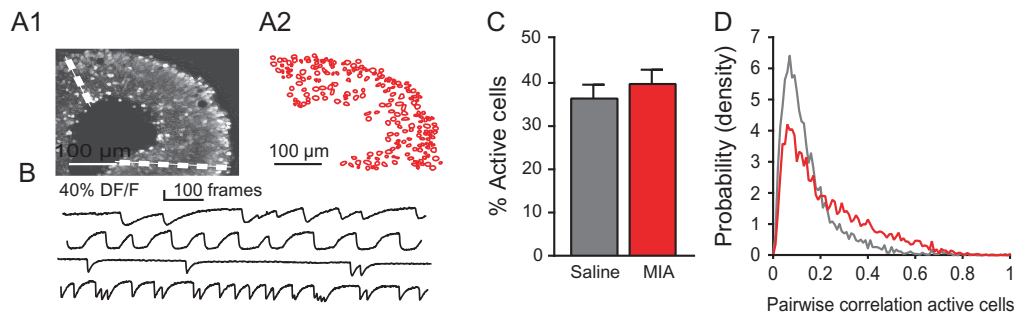 A1
A2
100 µm
100 µm
B
40% DF/F
100 frames
C
% Active cells
50
40
30
20
10
0
Saline
MIA
D
Probability (density)
7
6
5
4
3
2
1
0
0
0.2
0.4
0.6
0.8
1
Pairwise correlation active cells